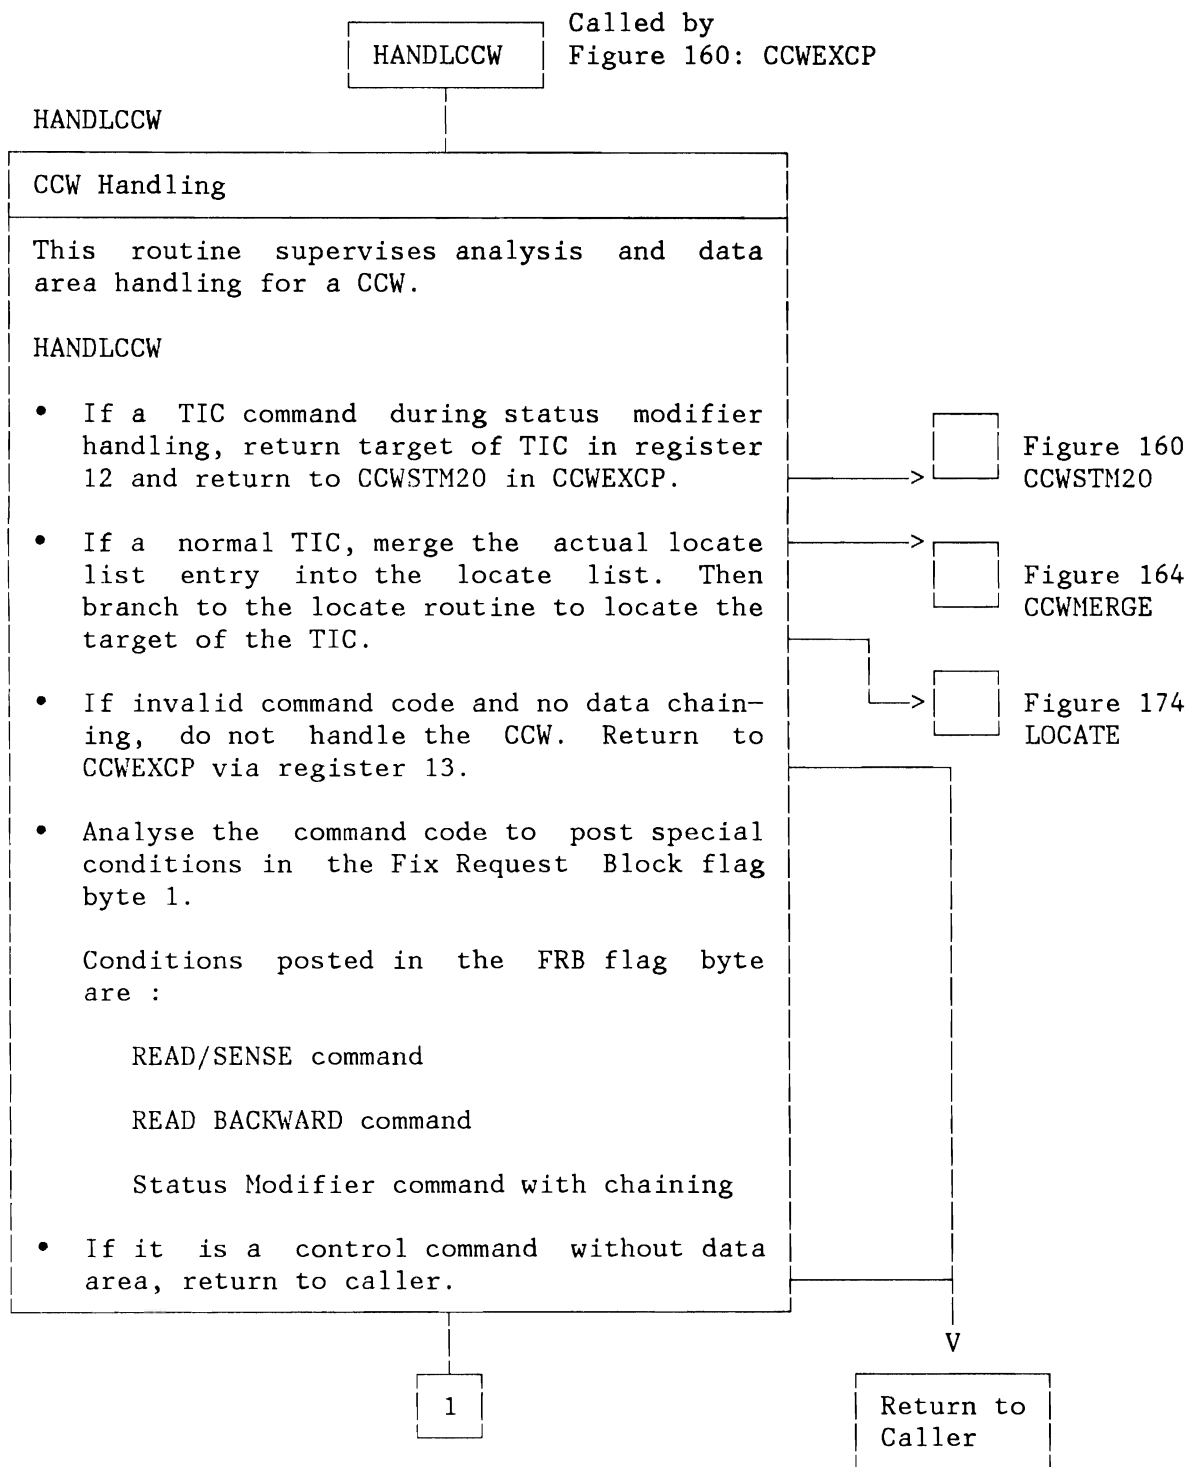 Called by
HANDLCCW
Figure 160: CCWEXCP
HANDLCCW
CCW Handling
This routine supervises analysis and data
area handling for a CCW.
HANDLCCW
• If a TIC command during status modifier
handling, return target of TIC in register
12 and return to CCWSTM20 in CCWEXCP.
Figure 160
CCWSTM20
• If a normal TIC, merge the actual locate
list entry into the locate list. Then
branch to the locate routine to locate the
target of the TIC.
Figure 164
CCWMERGE
• If invalid command code and no data chain-
ing, do not handle the CCW. Return to
CCWEXCP via register 13.
Figure 174
LOCATE
• Analyse the command code to post special
conditions in the Fix Request Block flag
byte 1.
Conditions posted in the FRB flag byte
are :
READ/SENSE command
READ BACKWARD command
Status Modifier command with chaining
• If it is a control command without data
area, return to caller.
V
1
Return to
Caller